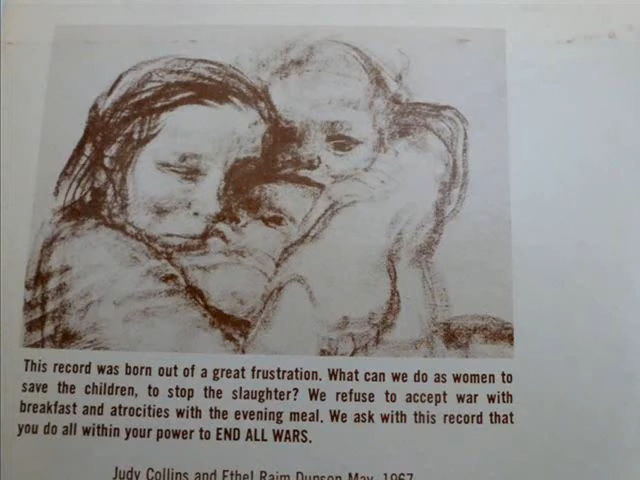 This record was born out of a great frustration. What can we do as women to
save the children, to stop the slaughter? We refuse to accept war with
breakfast and atrocities with the evening meal. We ask with this record that
you do all within your power to END ALL WARS.
Judy Collins and Ethel Raim Dunson May, 1967